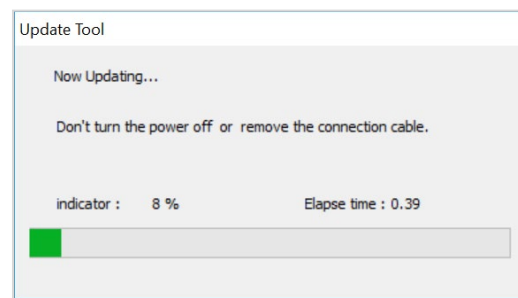 Update Tool
Now Updating...
Don't turn the power off or remove the connection cable.
indicator : 8 % Elapse time : 0.39